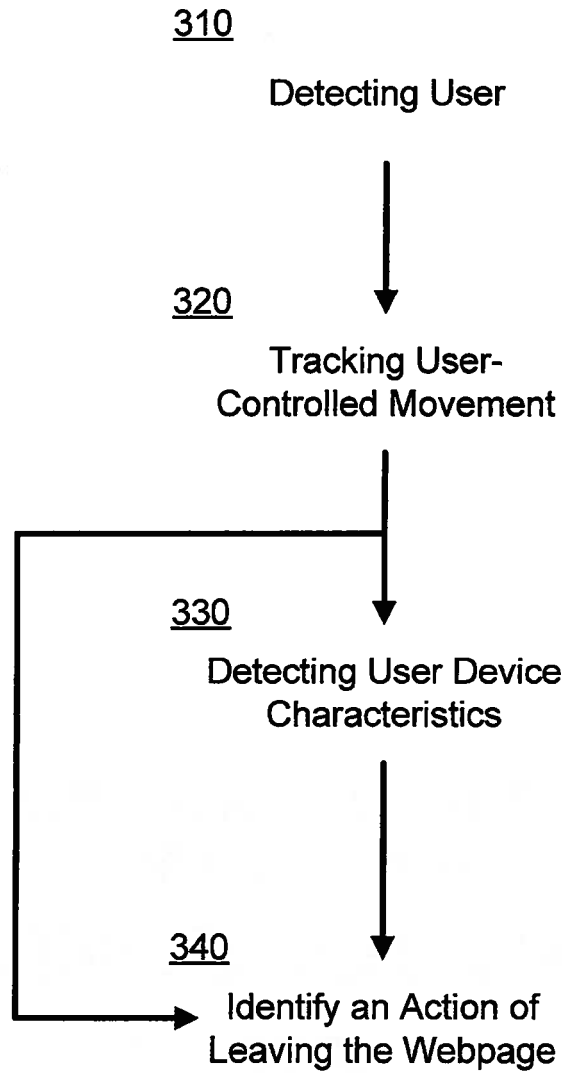 310
Detecting User
320
Tracking User-
Controlled Movement
330
Detecting User Device
Characteristics
340
Identify an Action of
Leaving the Webpage